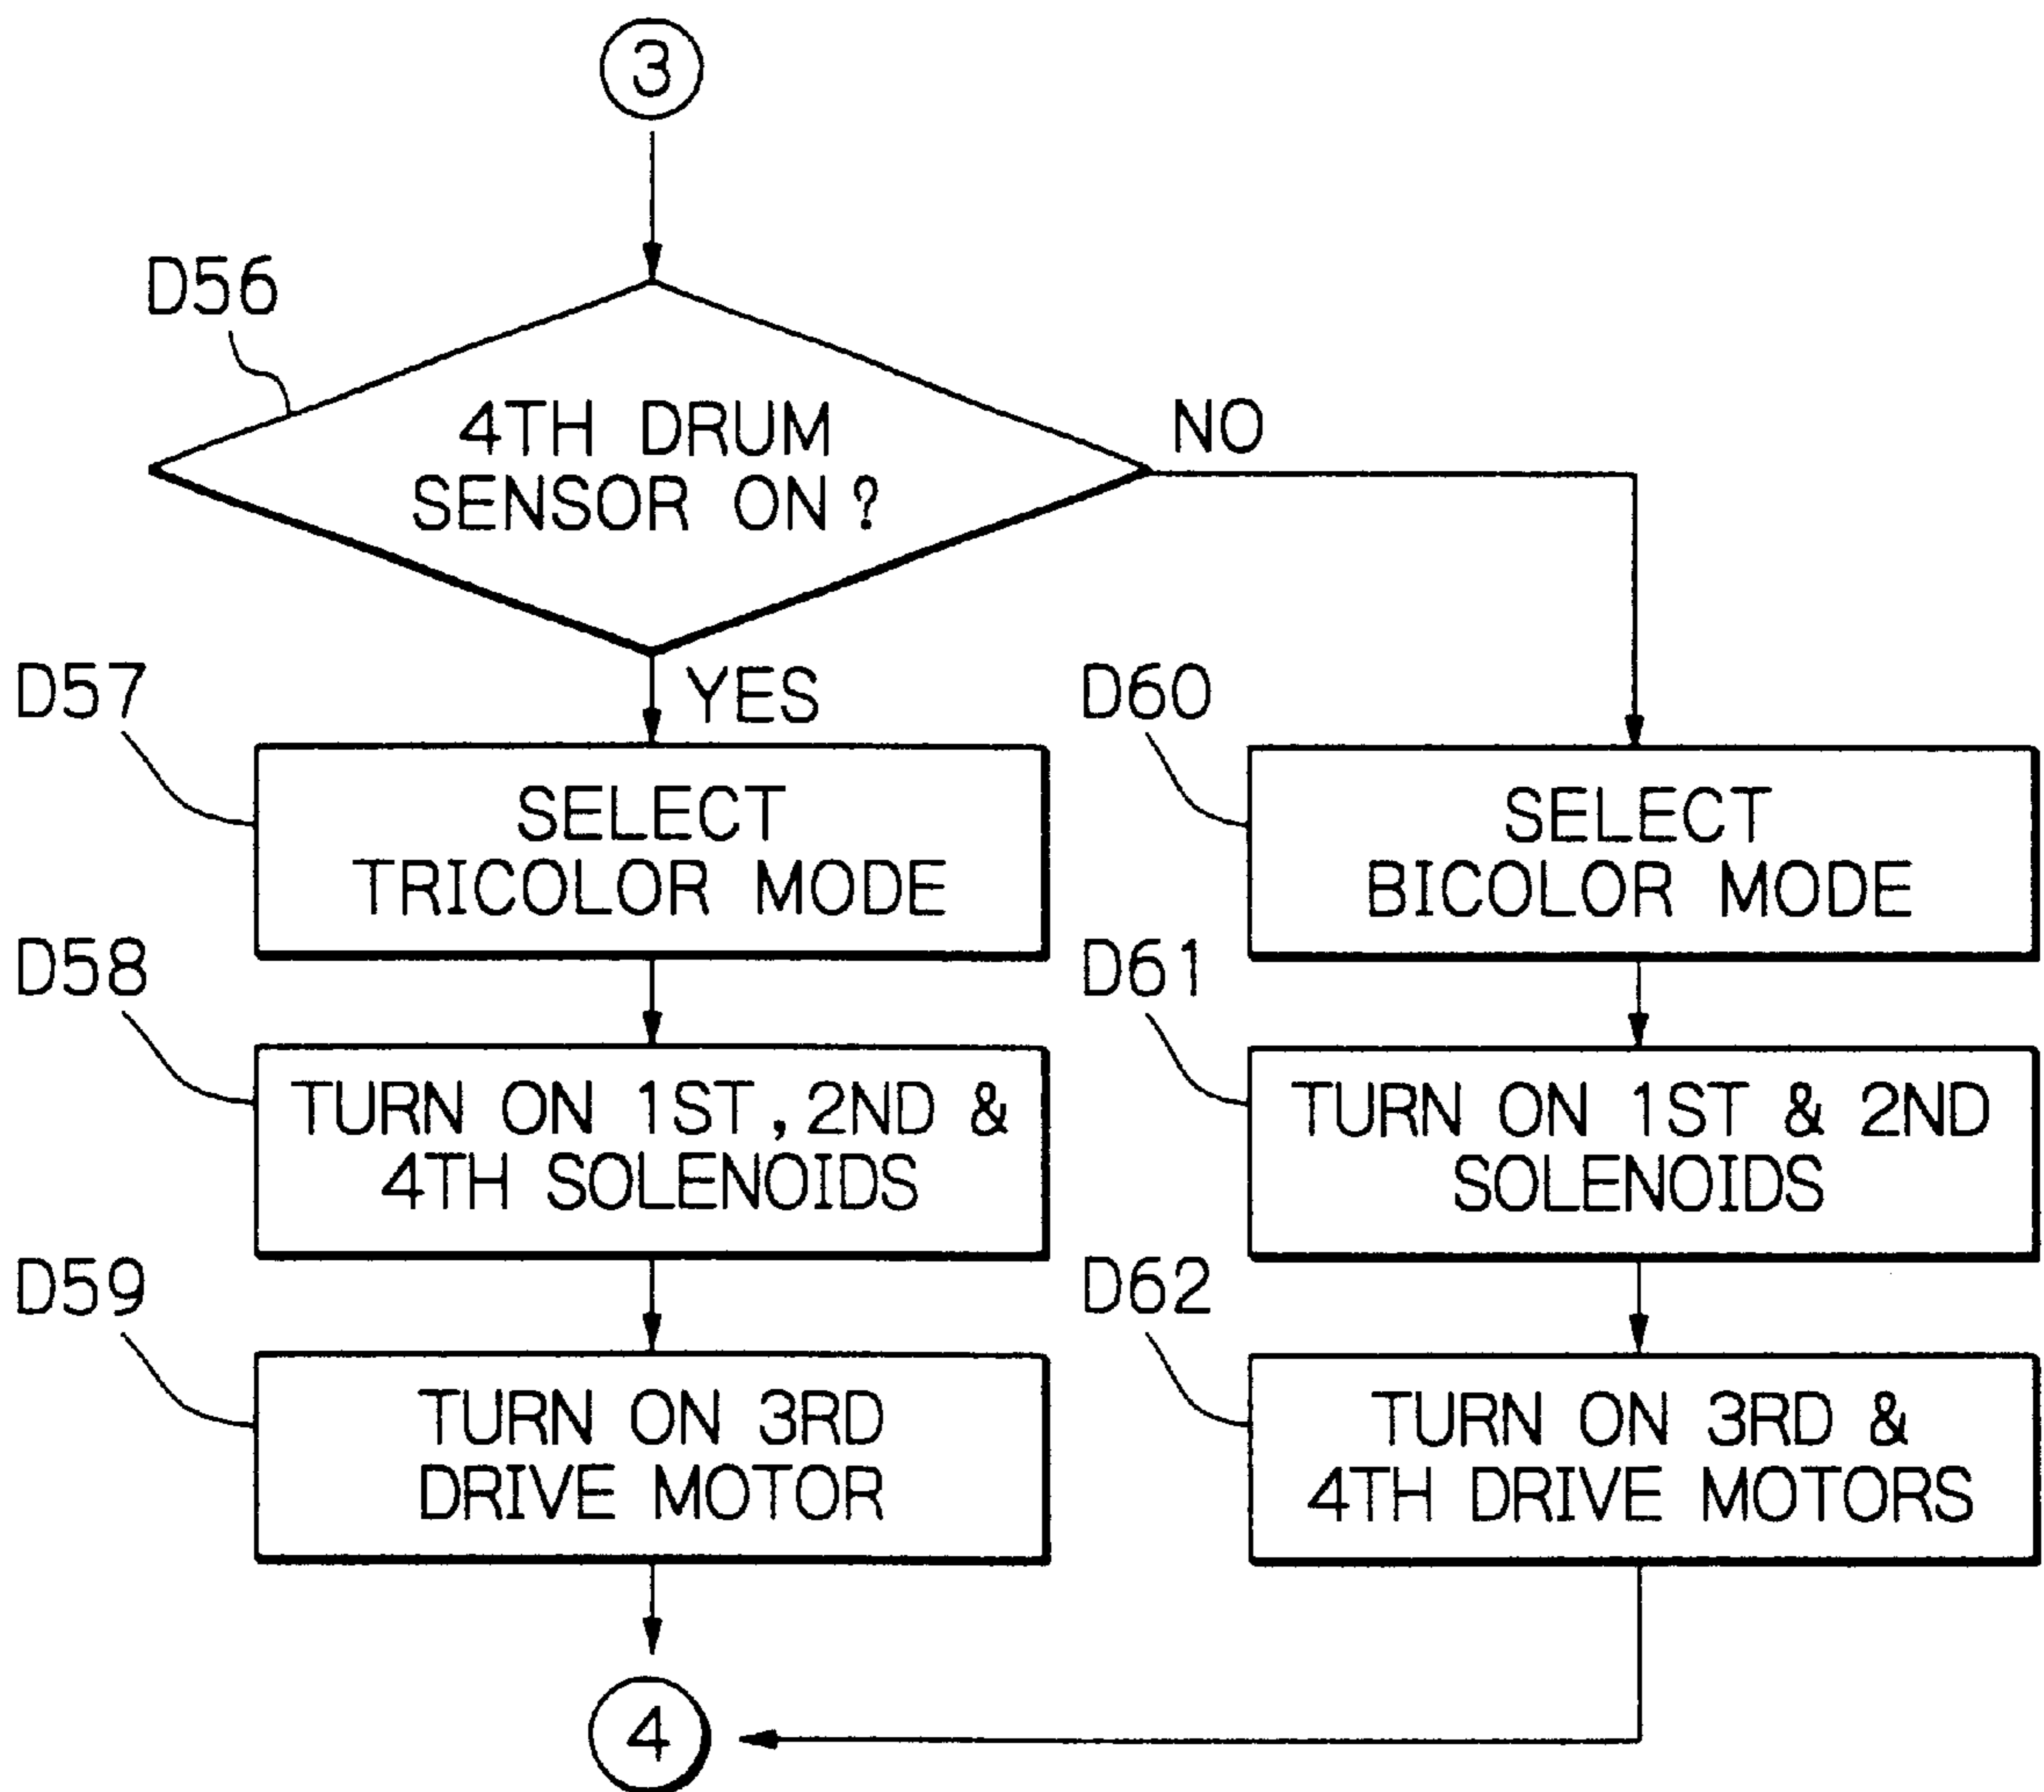 3
D56
4TH DRUM
SENSOR ON ?
NO
YES
D57
SELECT
TRICOLOR MODE
D58
TURN ON 1ST, 2ND &
4TH SOLENOIDS
D59
TURN ON 3RD
DRIVE MOTOR
D60
SELECT
BICOLOR MODE
D61
TURN ON 1ST & 2ND
SOLENOIDS
D62
TURN ON 3RD &
4TH DRIVE MOTORS
4